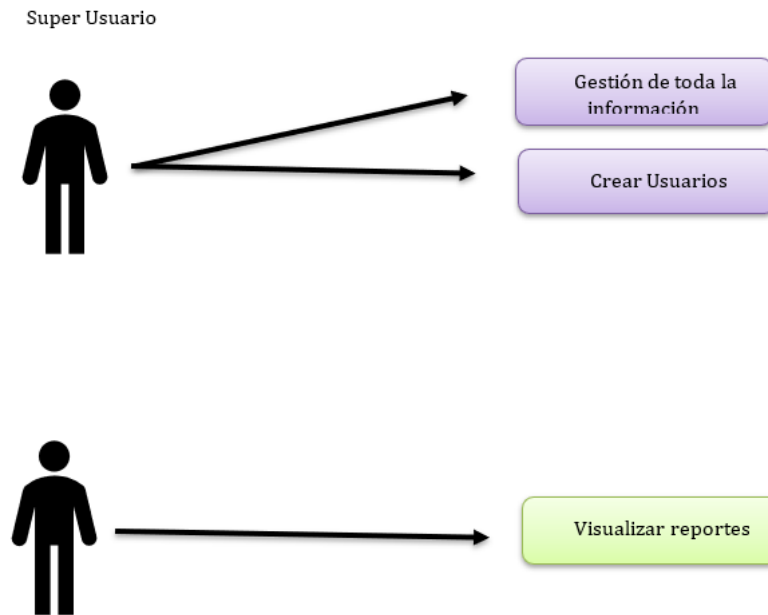 Super Usuario
Gestión de toda la
información
Crear Usuarios
Visualizar reportes